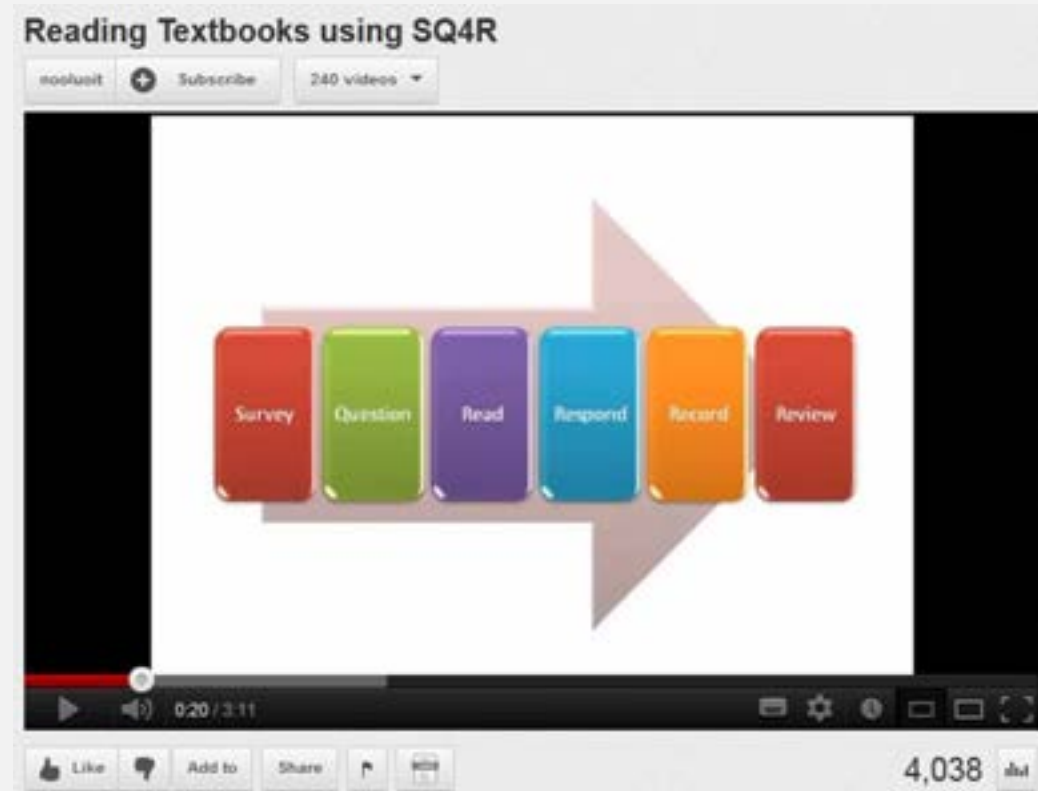 Reading Textbooks using SQ4R
nooluoit Subscribe 240 videos
Survey Question Read Respond Record Review
0:20 / 3:11
Like Add to Share
4,038